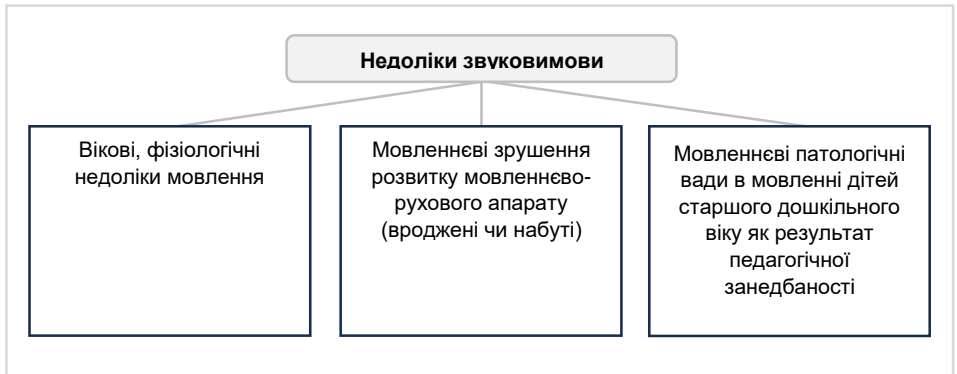 Недоліки звуковимови
Вікові, фізіологічні
недоліки мовлення
Мовленнєві зрушення
розвитку мовленнєво-
рухового апарату
(вроджені чи набуті)
Мовленнєві патологічні
вади в мовленні дітей
старшого дошкільного
віку як результат
педагогічної
занедбаності